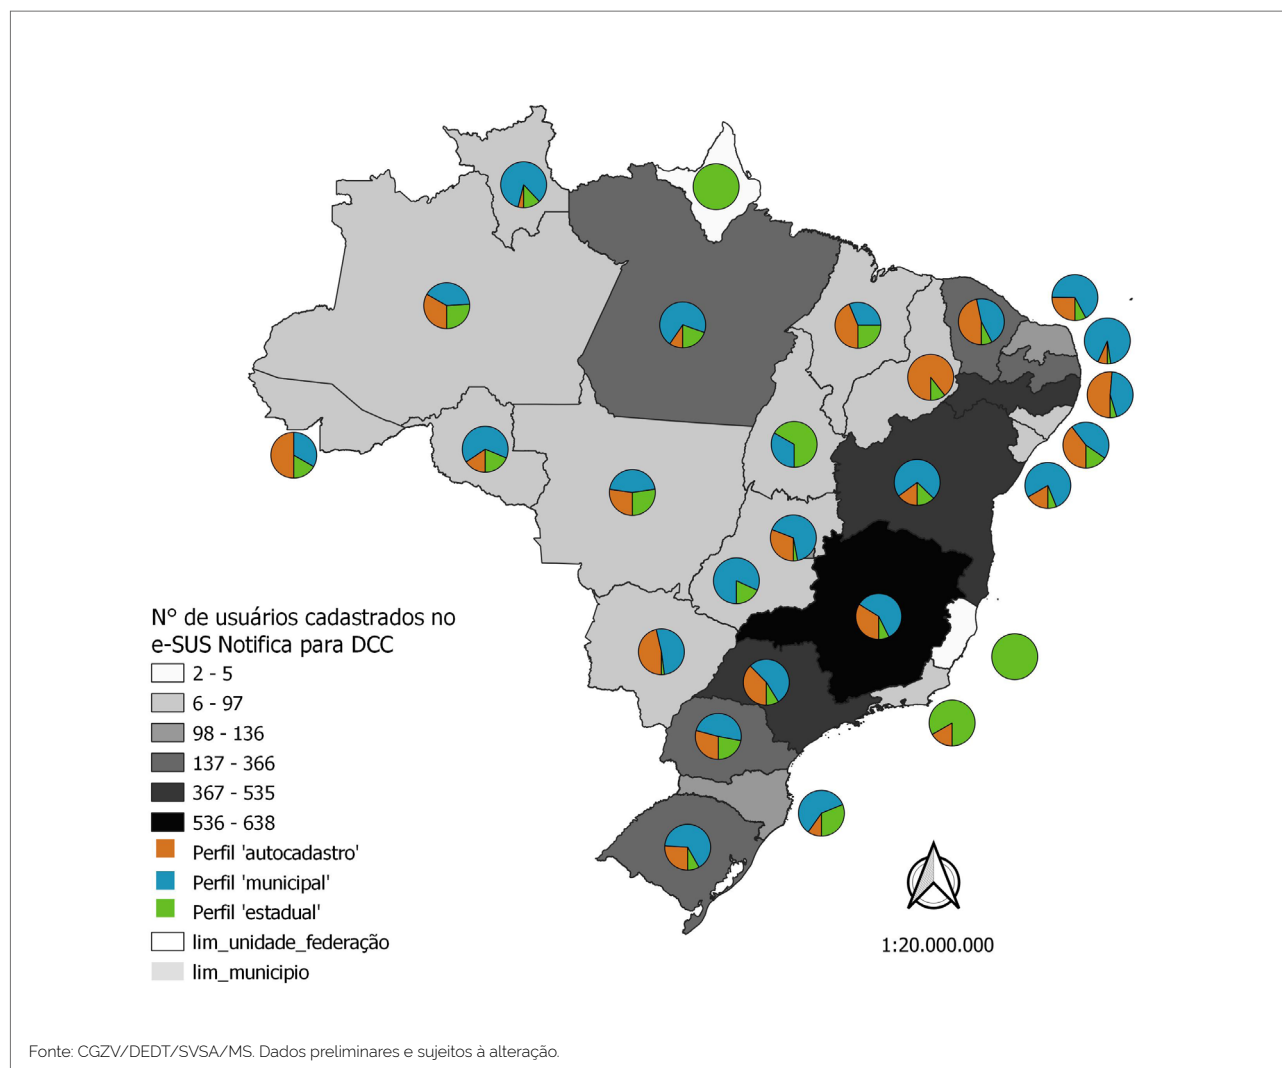 N° de usuários cadastrados no
e-SUS Notifica para DCC
2 - 5
6 - 97
98 - 136
137 - 366
367 - 535
536 - 638
Perfil 'autocadastro'
Perfil 'municipal'
Perfil 'estadual'
lim_unidade_federação
lim_municipio
1:20.000.000
Fonte: CGZV/DEDT/SVSA/MS. Dados preliminares e sujeitos à alteração.